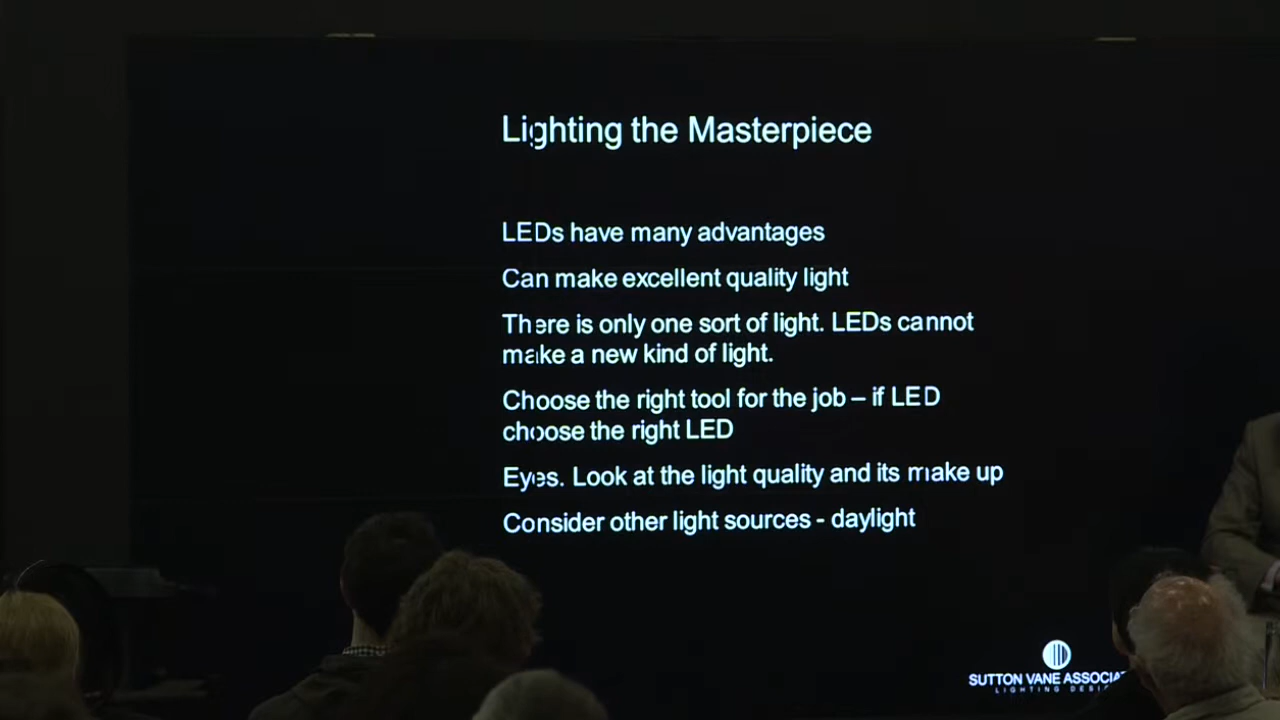 Lighting the Masterpiece
LEDs have many advantages
Can make excellent quality light
There is only one sort of light. LEDs cannot
make a new kind of light.
Choose the right tool for the job – if LED
choose the right LED
Eyes. Look at the light quality and its make up
Consider other light sources - daylight
SUTTON VANE
LIGHTING